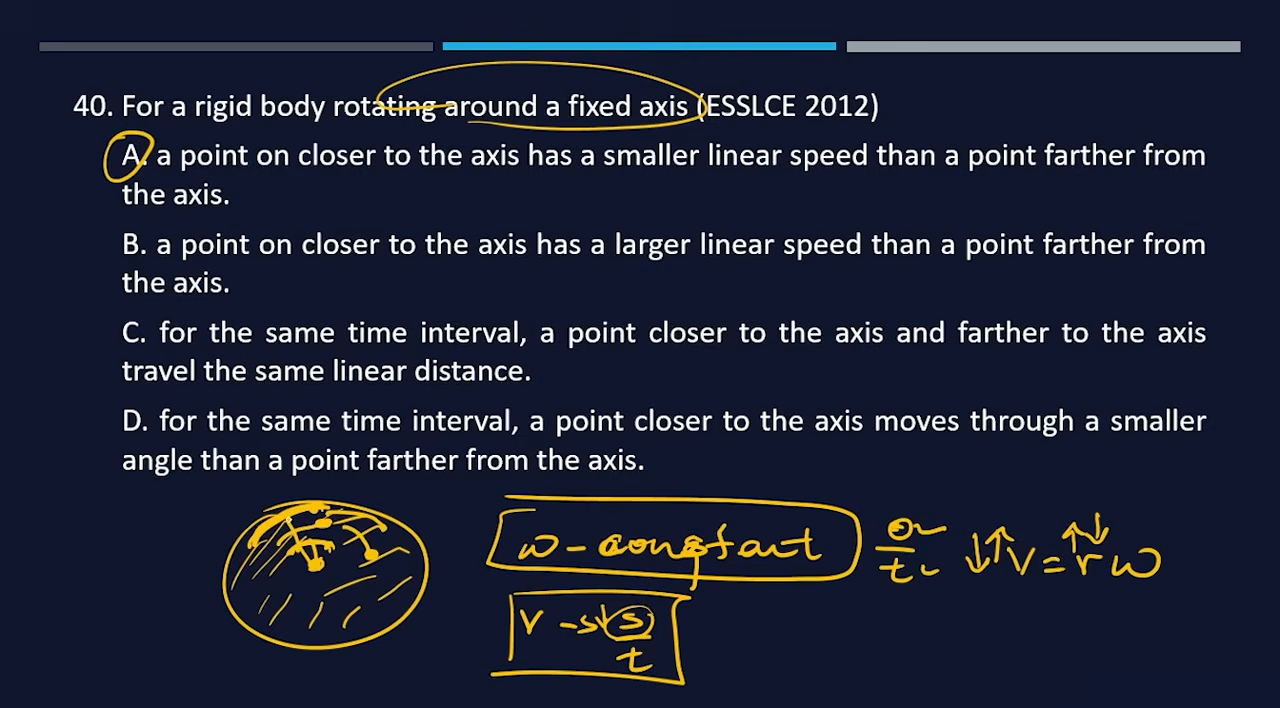 40. For a rigid body rotating around a fixed axis (ESSLCE 2012)
A. a point on closer to the axis has a smaller linear speed than a point farther from
the axis.
B. a point on closer to the axis has a larger linear speed than a point farther from
the axis.
C. for the same time interval, a point closer to the axis and farther to the axis
travel the same linear distance.
D. for the same time interval, a point closer to the axis moves through a smaller
angle than a point farther from the axis.
ω - constant
t
↓↑V = ↑↓rω
V
s
t